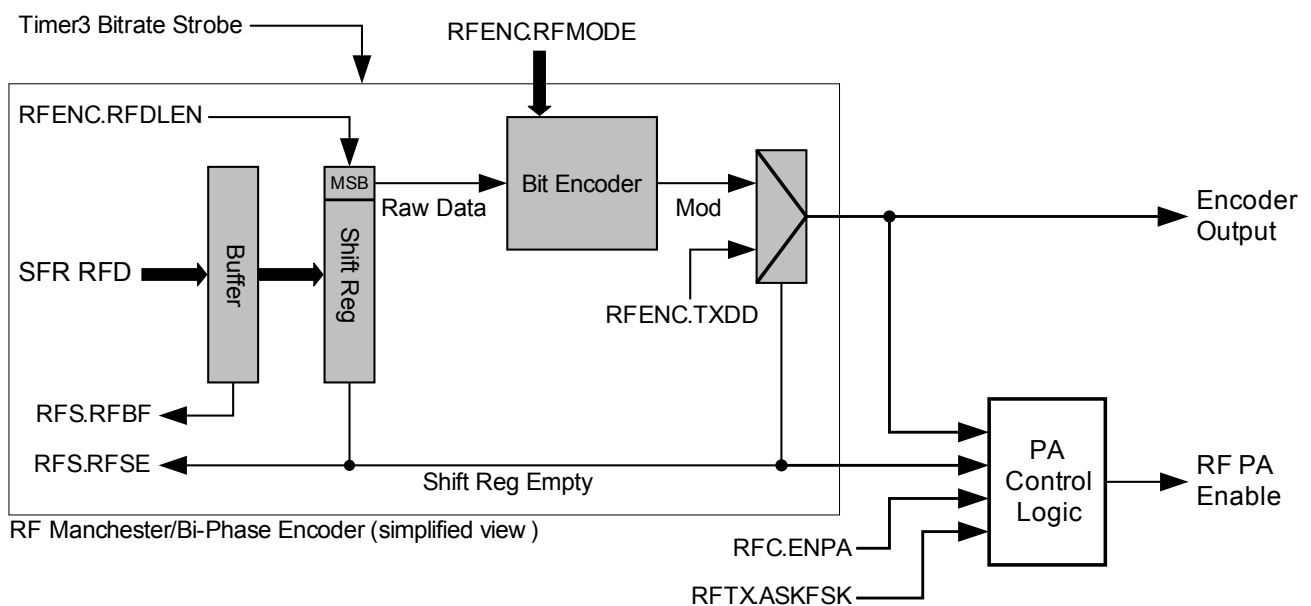 Timer3 Bitrate Strobe
RFENC.RFMODE
RFENC.RFDLEN
MSB
Shift Reg
Buffer
SFR RFD
Raw Data
Bit Encoder
Mod
RFENC.TXDD
Encoder
Output
RFS.RFBF
RFS.RFSE
Shift Reg Empty
PA
Control
Logic
RF PA
Enable
RF Manchester/Bi-Phase Encoder (simplified view )
RFC.ENPA
RFTX.ASKFSK